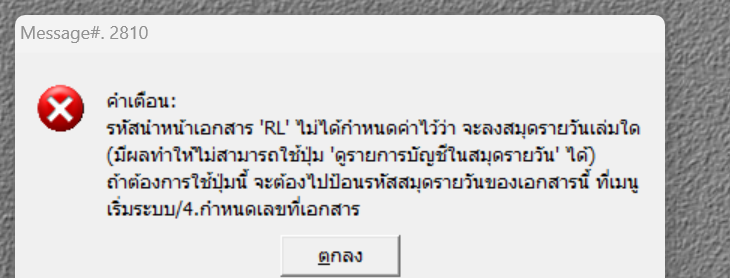 Message#. 2810
คำเตือน:
รหัสนำหน้าเอกสาร 'RL' ไม่ได้กำหนดค่าไว้ว่า จะลงสมุดรายวันเล่มใด
(มีผลทำให้ไม่สามารถใช้ปุ่ม 'ดูรายการบัญชีในสมุดรายวัน' ได้)
ถ้าต้องการใช้ปุ่มนี้ จะต้องไปป้อนรหัสสมุดรายวันของเอกสารนี้ ที่เมนู
เริ่มระบบ/4.กำหนดเลขที่เอกสาร
ตกลง